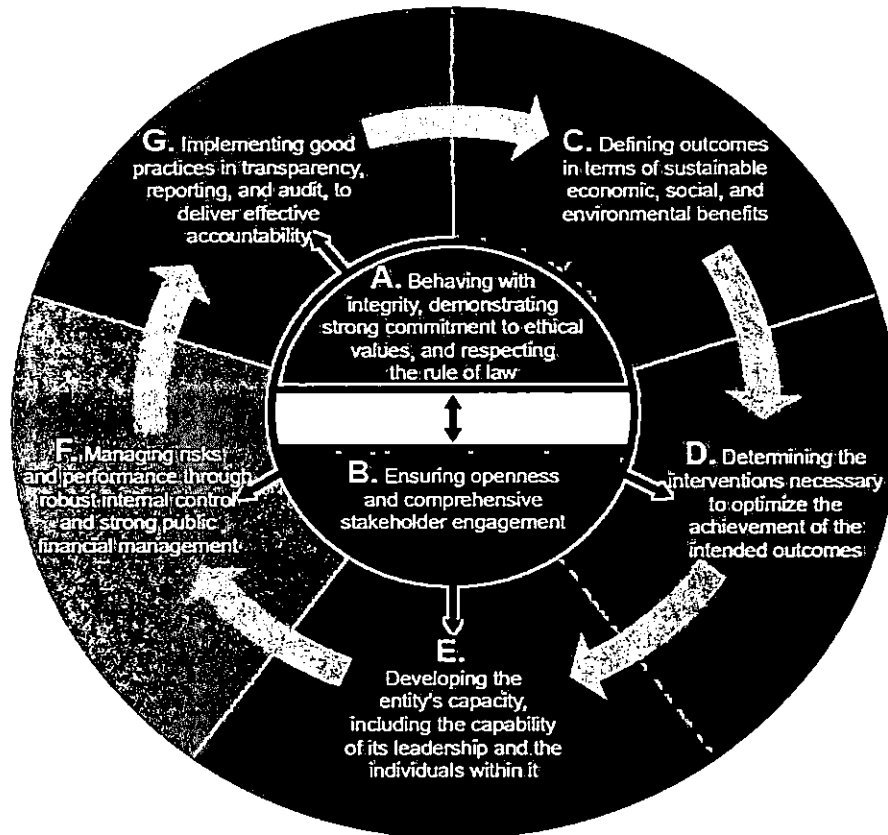 G. Implementing good
practices in transparency,
reporting, and audit, to
deliver effective
accountability
C. Defining outcomes
in terms of sustainable
economic, social, and
environmental benefits
A. Behaving with
integrity, demonstrating
strong commitment to ethical
values, and respecting
the rule of law
B. Ensuring openness
and comprehensive
stakeholder engagement
D. Determining the
interventions necessary
to optimize the
achievement of the
intended outcomes
E.
Developing the
entity's capacity,
including the capability
of its leadership and the
individuals within it
F. Managing risks
and performance through
robust internal control
and strong public
financial management